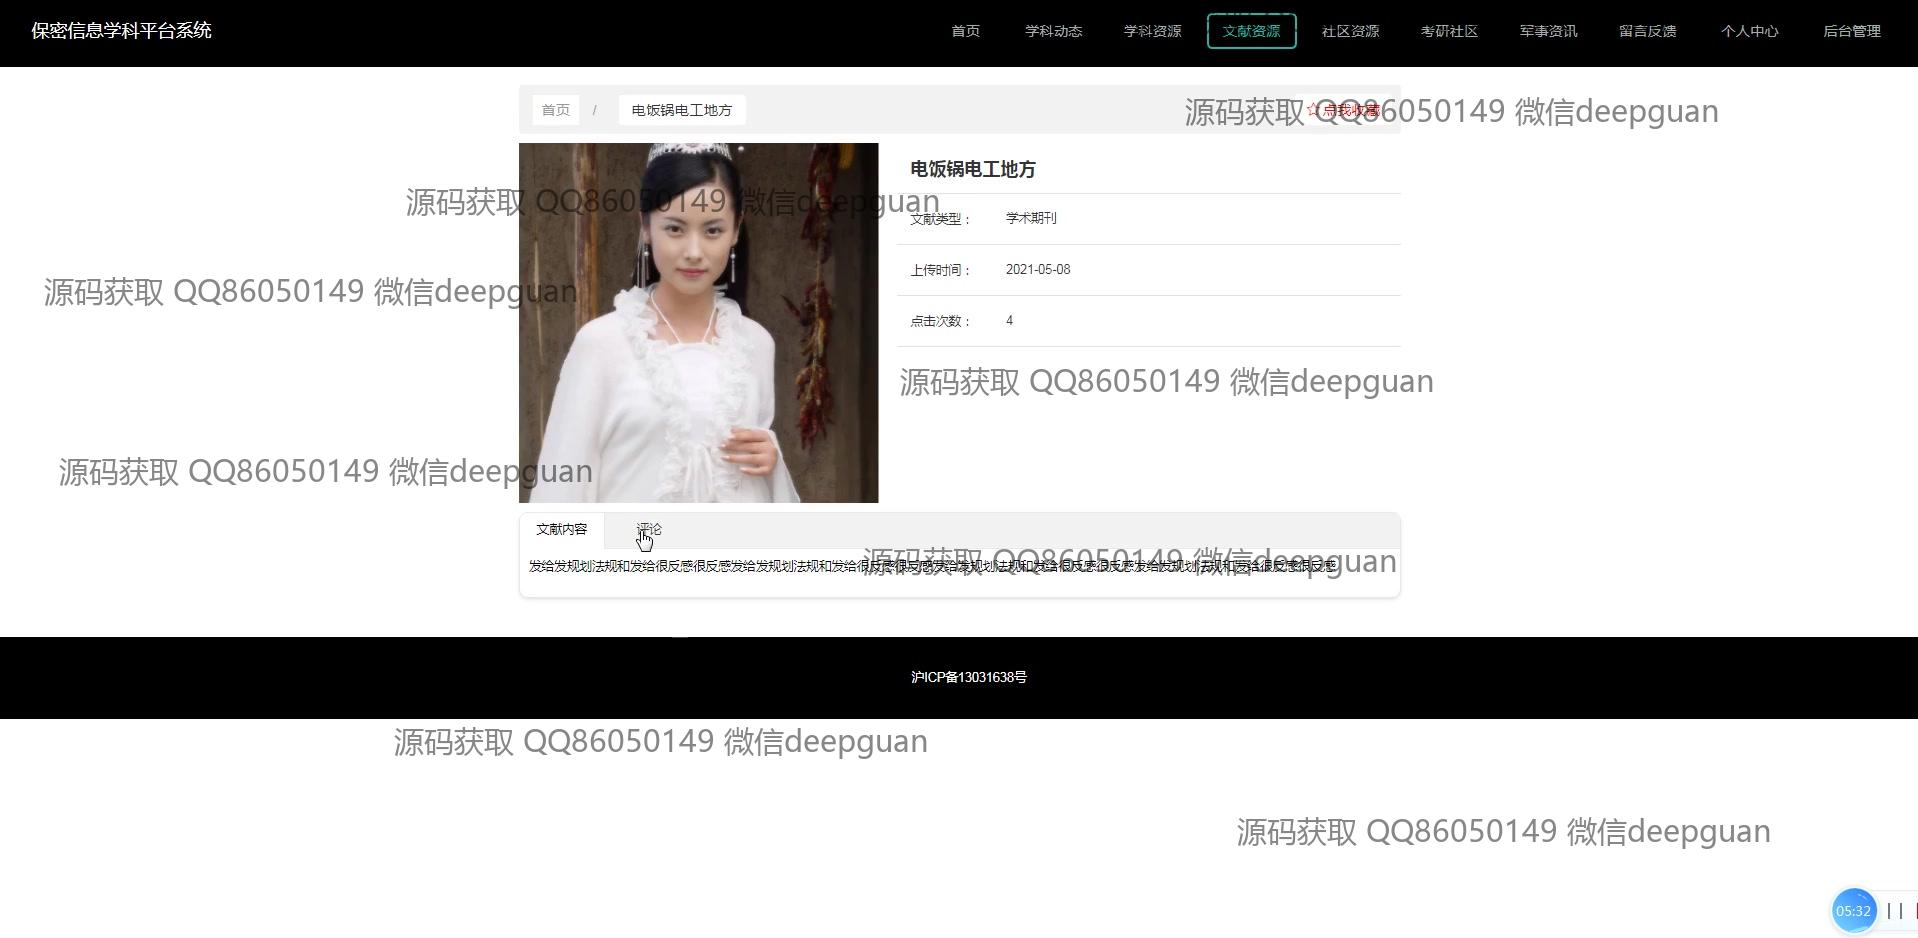 保密信息学科平台系统 首页 学科动态 学科资源 文献资源 社区资源 考研社区 军事资讯 留言反馈 个人中心 后台管理
首页 / 电饭锅电工地方 ☆点我收藏
源码获取 QQ86050149 微信deepguan
电饭锅电工地方
源码获取 QQ86050149 微信deepguan
文献类型： 学术期刊
上传时间： 2021-05-08
源码获取 QQ86050149 微信deepguan
点击次数： 4
源码获取 QQ86050149 微信deepguan
源码获取 QQ86050149 微信deepguan
文献内容 评论
发给发规划法规和发给很反感很反感发给发规划法规和发给很反感很反感发给发规划法规和发给很反感很反感发给发规划法规和发给很反感很反感
源码获取 QQ86050149 微信deepguan
沪ICP备13031638号
源码获取 QQ86050149 微信deepguan
源码获取 QQ86050149 微信deepguan
05:32